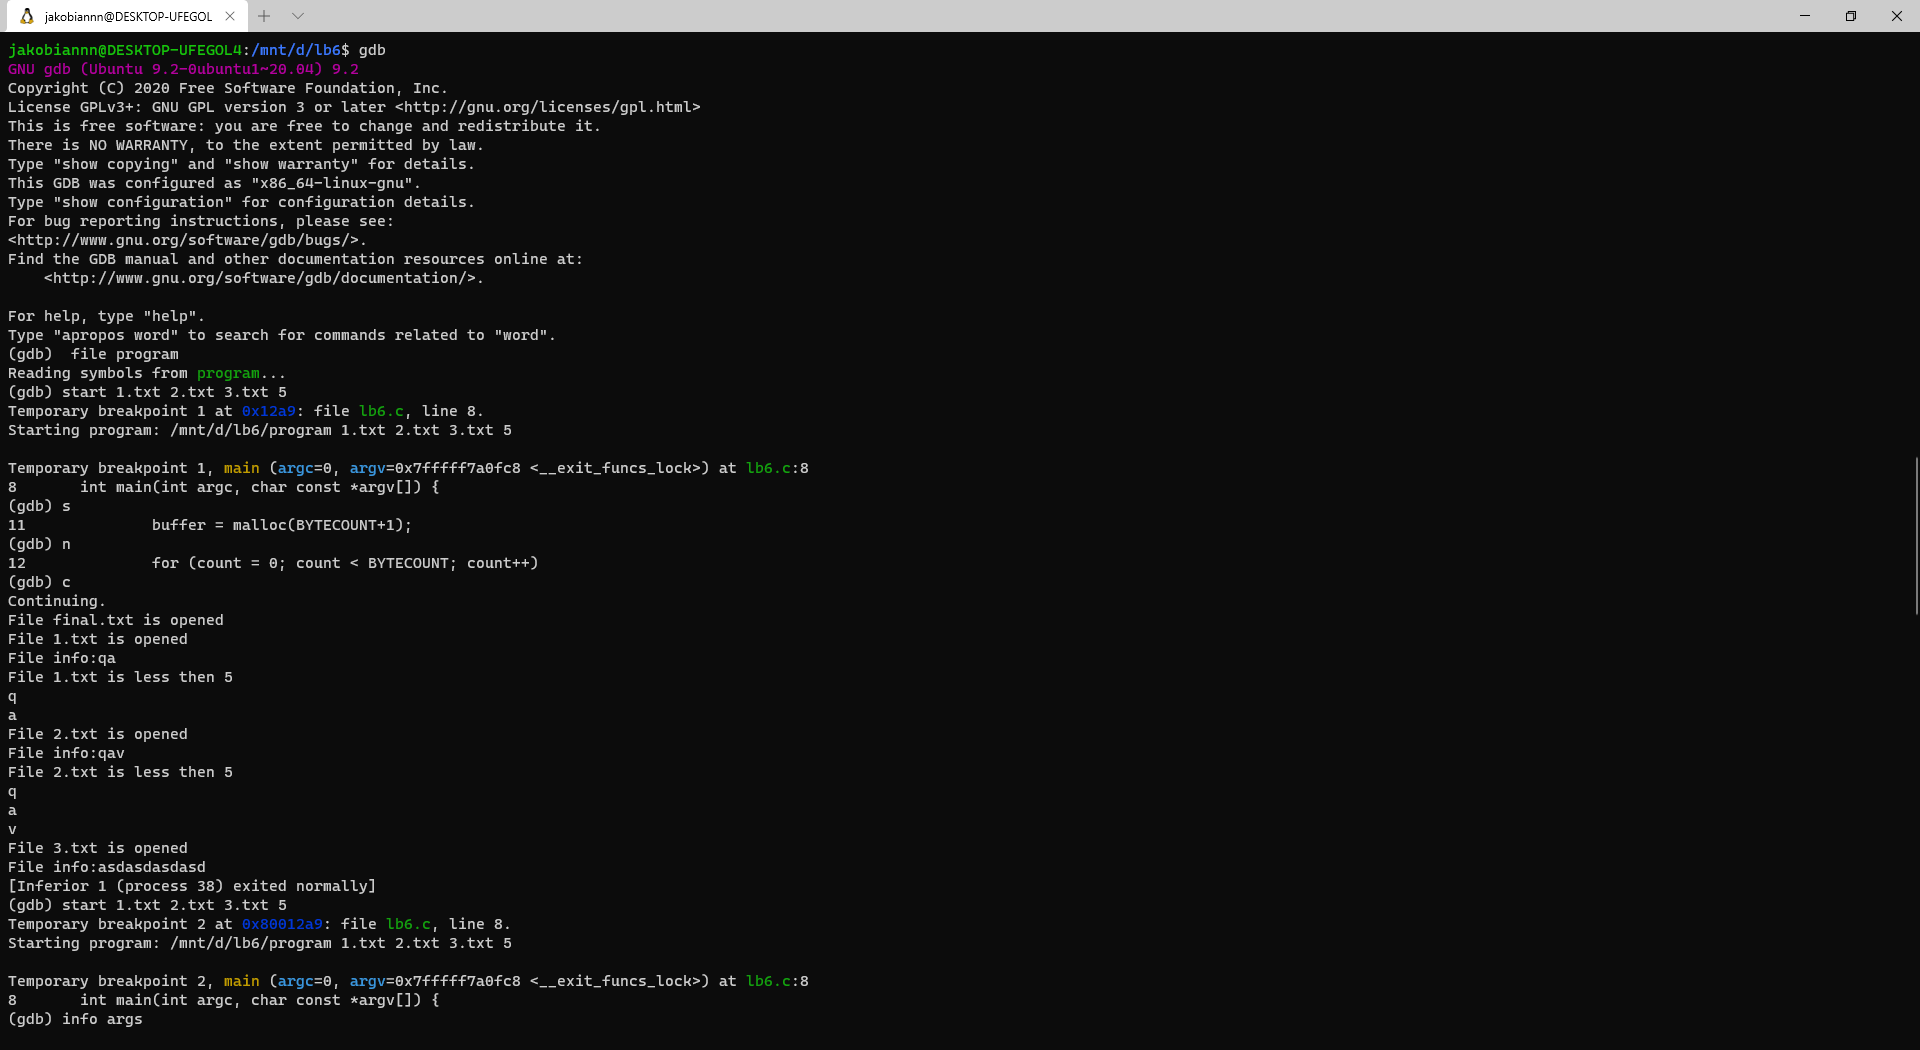 jakobiannn@DESKTOP-UFEGOL
jakobiannn@DESKTOP-UFEGOL4:/mnt/d/lb6$ gdb
GNU gdb (Ubuntu 9.2-0ubuntu1~20.04) 9.2
Copyright (C) 2020 Free Software Foundation, Inc.
License GPLv3+: GNU GPL version 3 or later <http://gnu.org/licenses/gpl.html>
This is free software: you are free to change and redistribute it.
There is NO WARRANTY, to the extent permitted by law.
Type "show copying" and "show warranty" for details.
This GDB was configured as "x86_64-linux-gnu".
Type "show configuration" for configuration details.
For bug reporting instructions, please see:
<http://www.gnu.org/software/gdb/bugs/>.
Find the GDB manual and other documentation resources online at:
    <http://www.gnu.org/software/gdb/documentation/>.

For help, type "help".
Type "apropos word" to search for commands related to "word".
(gdb)  file program
Reading symbols from program...
(gdb) start 1.txt 2.txt 3.txt 5
Temporary breakpoint 1 at 0x12a9: file lb6.c, line 8.
Starting program: /mnt/d/lb6/program 1.txt 2.txt 3.txt 5

Temporary breakpoint 1, main (argc=0, argv=0x7fffff7a0fc8 <__exit_funcs_lock>) at lb6.c:8
8       int main(int argc, char const *argv[]) {
(gdb) s
11              buffer = malloc(BYTECOUNT+1);
(gdb) n
12              for (count = 0; count < BYTECOUNT; count++)
(gdb) c
Continuing.
File final.txt is opened
File 1.txt is opened
File info:qa
File 1.txt is less then 5
q
a
File 2.txt is opened
File info:qav
File 2.txt is less then 5
q
a
v
File 3.txt is opened
File info:asdasdasdasd
[Inferior 1 (process 38) exited normally]
(gdb) start 1.txt 2.txt 3.txt 5
Temporary breakpoint 2 at 0x80012a9: file lb6.c, line 8.
Starting program: /mnt/d/lb6/program 1.txt 2.txt 3.txt 5

Temporary breakpoint 2, main (argc=0, argv=0x7fffff7a0fc8 <__exit_funcs_lock>) at lb6.c:8
8       int main(int argc, char const *argv[]) {
(gdb) info args